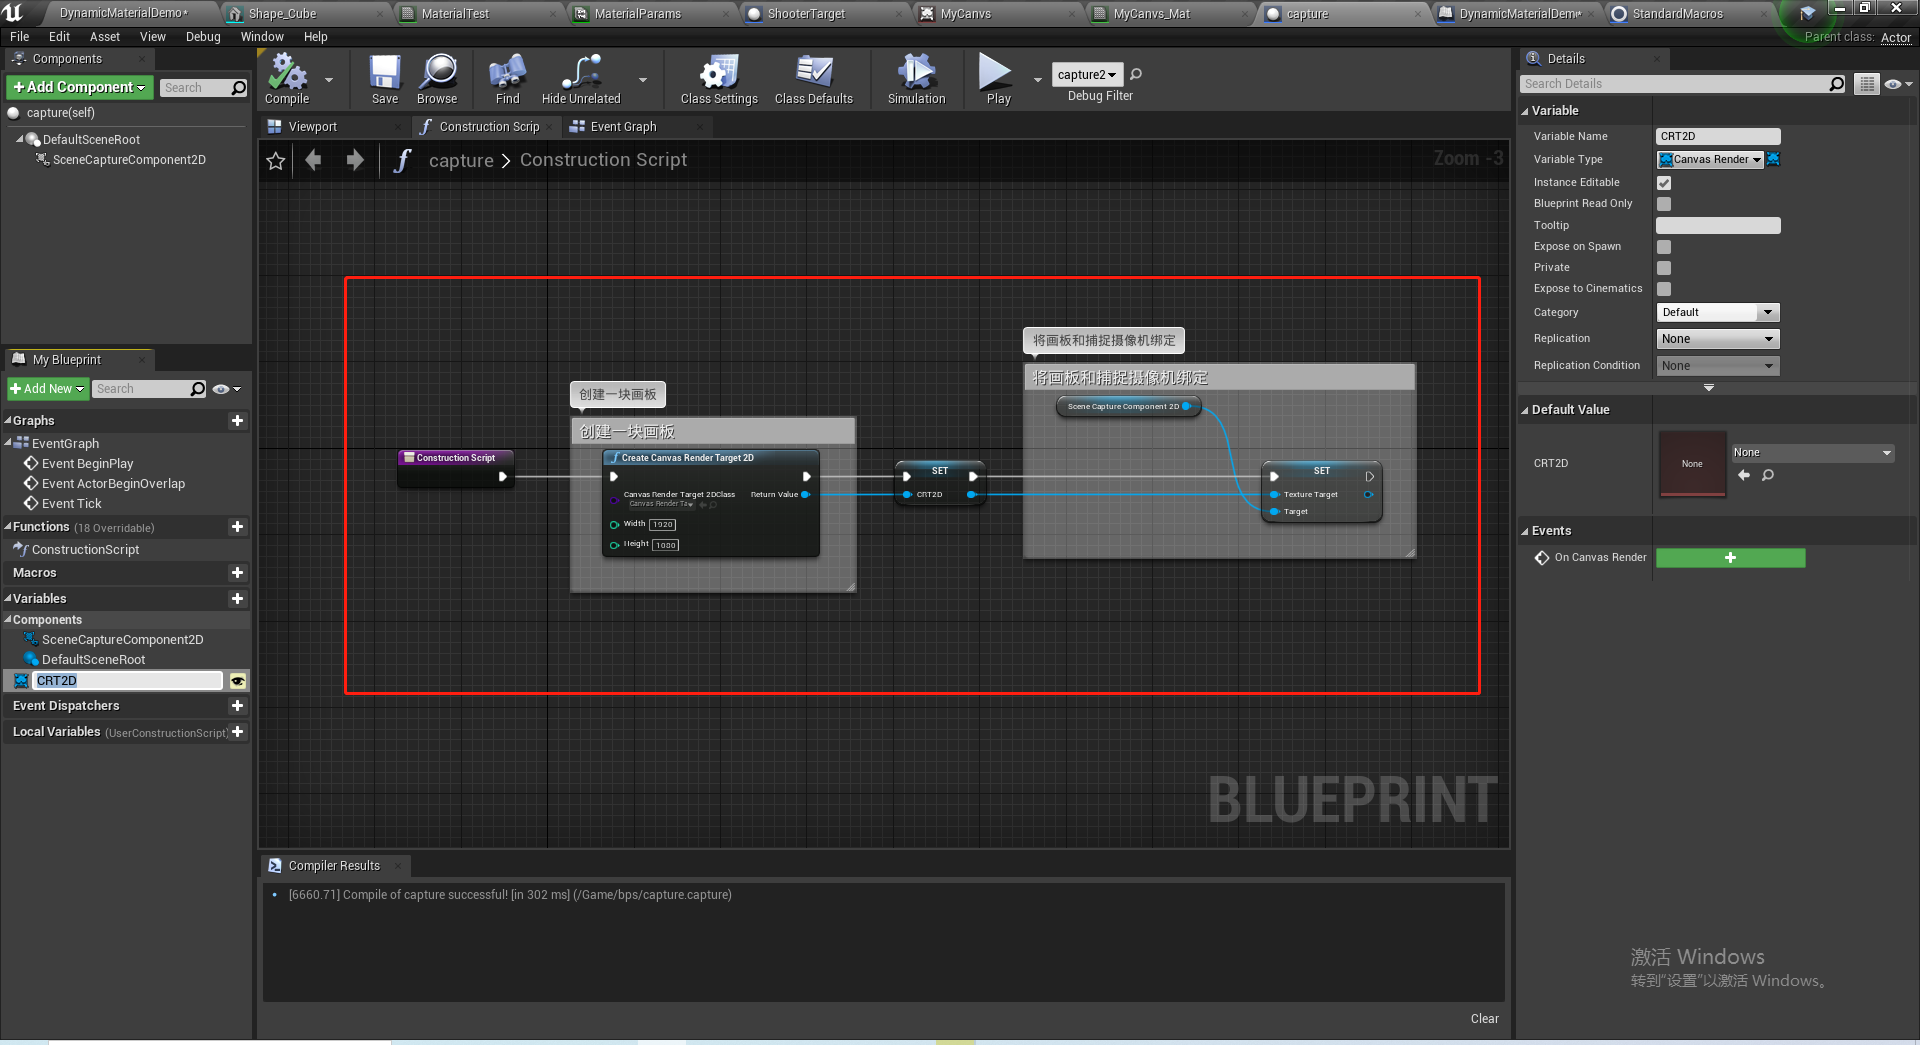 DynamicMaterialDemo*
Shape_Cube
MaterialTest
MaterialParams
ShooterTarget
MyCanvs
MyCanvs_Mat
capture
DynamicMaterialDem*
StandardMacros
File Edit Asset View Debug Window Help
Parent class: Actor
Components
Add Component
Search
capture(self)
DefaultSceneRoot
SceneCaptureComponent2D
Compile
Save
Browse
Find
Hide Unrelated
Class Settings
Class Defaults
Simulation
Play
capture2
Debug Filter
Viewport
Construction Scrip
Event Graph
capture > Construction Script
Zoom -3
将画板和捕捉摄像机绑定
将画板和捕捉摄像机绑定
Scene Capture Component 2D
创建一块画板
创建一块画板
Construction Script
Create Canvas Render Target 2D
Canvas Render Target 2DClass
Canvas Render Ta
Return Value
Width 1920
Height 1080
SET
CRT2D
SET
Texture Target
Target
BLUEPRINT
My Blueprint
Add New
Search
Graphs
EventGraph
Event BeginPlay
Event ActorBeginOverlap
Event Tick
Functions (18 Overridable)
ConstructionScript
Macros
Variables
Components
SceneCaptureComponent2D
DefaultSceneRoot
CRT2D
Event Dispatchers
Local Variables (UserConstructionScript)
Compiler Results
[6660.71] Compile of capture successful! [in 302 ms] (/Game/bps/capture.capture)
Clear
Details
Search Details
Variable
Variable Name CRT2D
Variable Type Canvas Render
Instance Editable
Blueprint Read Only
Tooltip
Expose on Spawn
Private
Expose to Cinematics
Category Default
Replication None
Replication Condition None
Default Value
CRT2D
None
None
Events
On Canvas Render
激活 Windows
转到“设置”以激活 Windows。